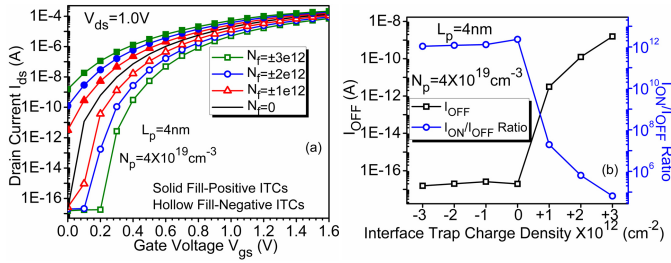 V_ds=1.0V
N_f=±3e12
N_f=±2e12
N_f=±1e12
N_f=0
L_p=4nm
N_p=4X10^19cm^-3
(a)
Solid Fill-Positive ITCs
Hollow Fill-Negative ITCs
Drain Current I_ds (A)
1E-4
1E-6
1E-8
1E-10
1E-12
1E-14
1E-16
0.0 0.2 0.4 0.6 0.8 1.0 1.2 1.4 1.6
Gate Voltage V_gs (V)
L_p=4nm
N_p=4X10^19cm^-3
I_OFF
I_ON/I_OFF Ratio
(b)
I_OFF (A)
1E-8
1E-10
1E-12
1E-14
1E-16
10^12
10^10
10^8
10^6
I_ON/I_OFF Ratio
-3 -2 -1 0 +1 +2 +3
Interface Trap Charge Density X10^12 (cm^-2)